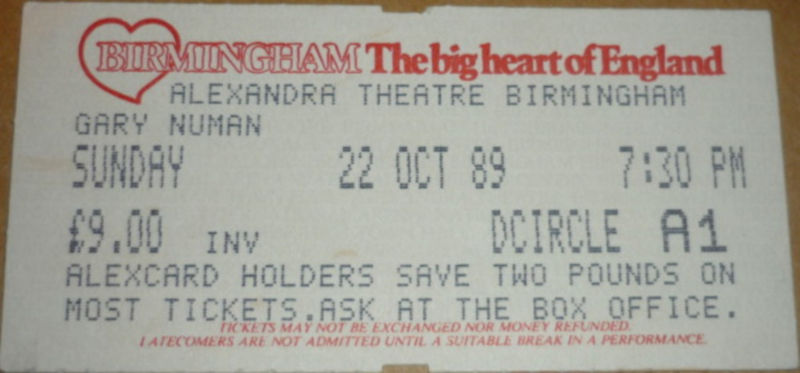 BIRMINGHAM The big heart of England
ALEXANDRA THEATRE BIRMINGHAM
GARY NUMAN
SUNDAY 22 OCT 89 7:30 PM
£9.00 INV DCIRCLE A1
ALEXCARD HOLDERS SAVE TWO POUNDS ON
MOST TICKETS.ASK AT THE BOX OFFICE.
TICKETS MAY NOT BE EXCHANGED NOR MONEY REFUNDED.
LATECOMERS ARE NOT ADMITTED UNTIL A SUITABLE BREAK IN A PERFORMANCE.